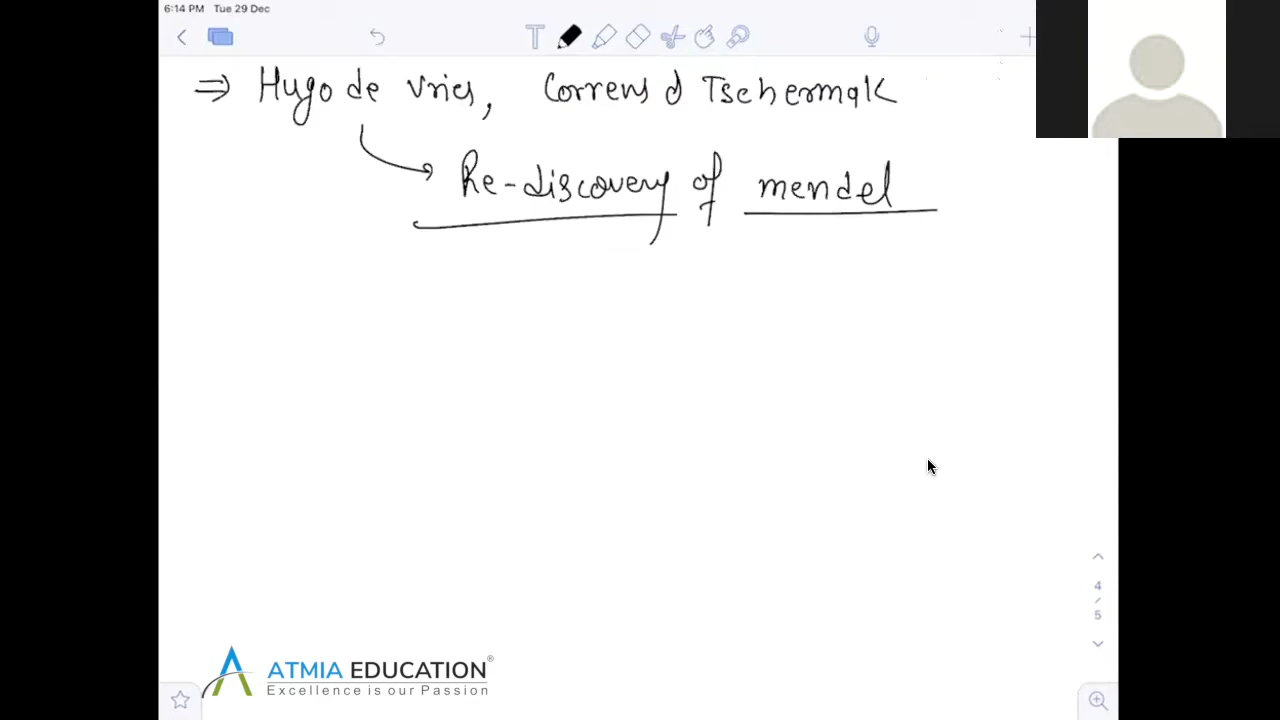 6:14 PM Tue 29 Dec
T
⇒ Hugo de Vries, Correns & Tschermak
Re-discovery of mendel
4
/
5
ATMIA EDUCATION®
Excellence is our Passion